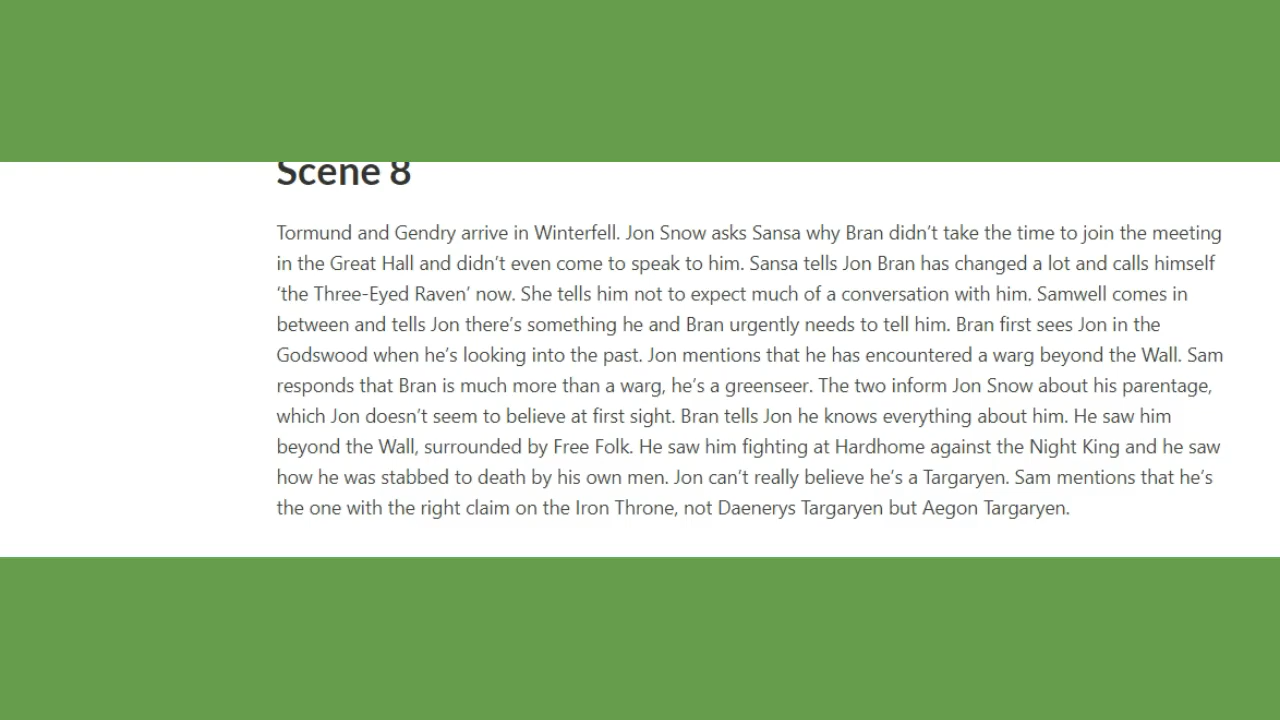 Scene 8
Tormund and Gendry arrive in Winterfell. Jon Snow asks Sansa why Bran didn’t take the time to join the meeting
in the Great Hall and didn’t even come to speak to him. Sansa tells Jon Bran has changed a lot and calls himself
‘the Three-Eyed Raven’ now. She tells him not to expect much of a conversation with him. Samwell comes in
between and tells Jon there’s something he and Bran urgently needs to tell him. Bran first sees Jon in the
Godswood when he’s looking into the past. Jon mentions that he has encountered a warg beyond the Wall. Sam
responds that Bran is much more than a warg, he’s a greenseer. The two inform Jon Snow about his parentage,
which Jon doesn’t seem to believe at first sight. Bran tells Jon he knows everything about him. He saw him
beyond the Wall, surrounded by Free Folk. He saw him fighting at Hardhome against the Night King and he saw
how he was stabbed to death by his own men. Jon can’t really believe he’s a Targaryen. Sam mentions that he’s
the one with the right claim on the Iron Throne, not Daenerys Targaryen but Aegon Targaryen.